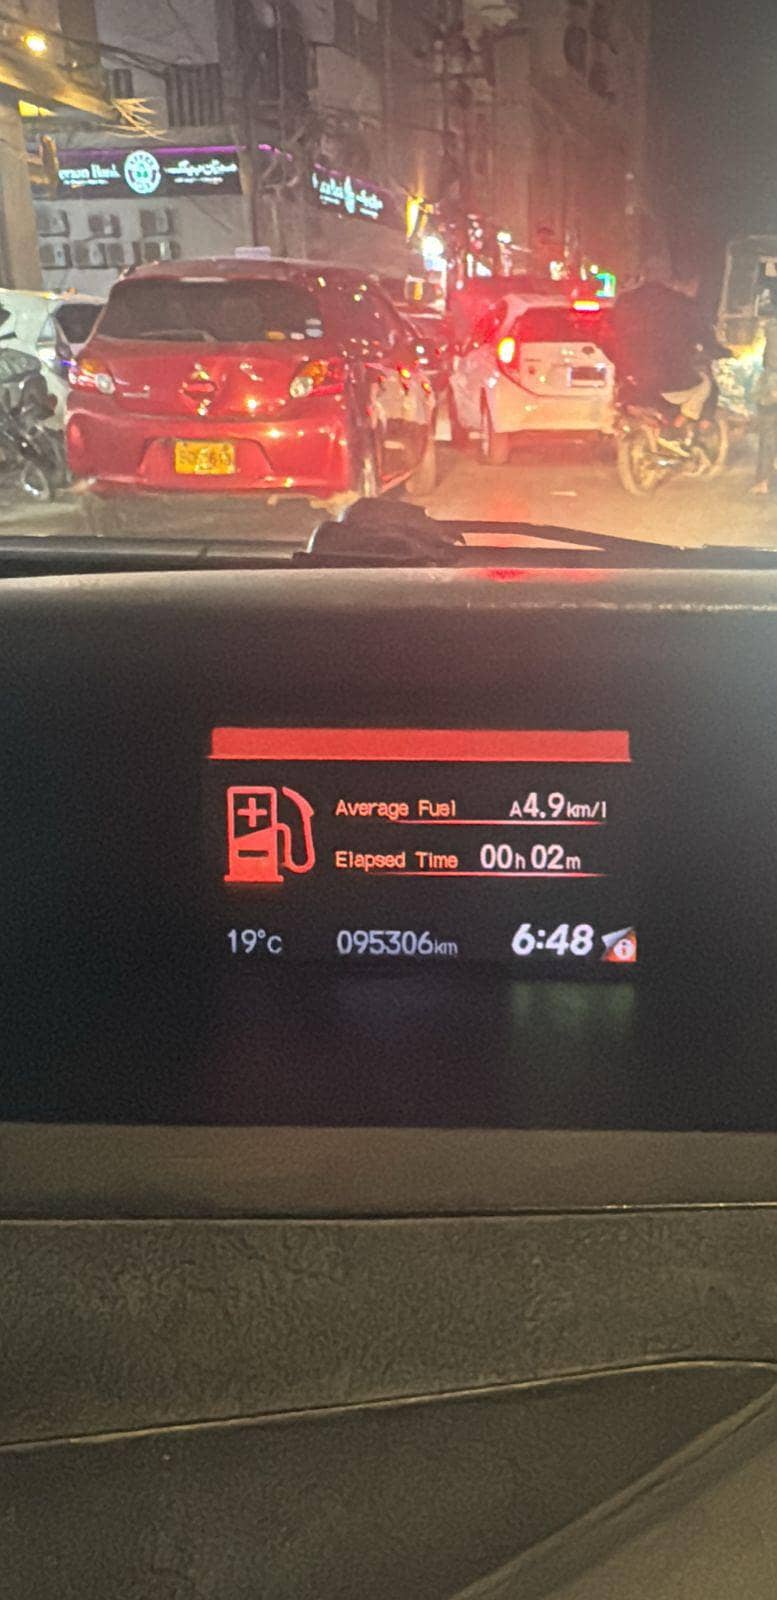 Average Fuel A4.9km/l
Elapsed Time 00h 02m
19°c 095306km 6:48